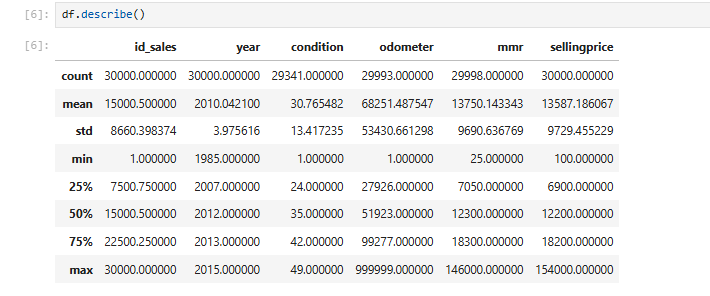 [6]: df.describe()
[6]:
id_sales year condition odometer mmr sellingprice
count 30000.000000 30000.000000 29341.000000 29993.000000 29998.000000 30000.000000
mean 15000.500000 2010.042100 30.765482 68251.487547 13750.143343 13587.186067
std 8660.398374 3.975616 13.417235 53430.661298 9690.636769 9729.455229
min 1.000000 1985.000000 1.000000 1.000000 25.000000 100.000000
25% 7500.750000 2007.000000 24.000000 27926.000000 7050.000000 6900.000000
50% 15000.500000 2012.000000 35.000000 51923.000000 12300.000000 12200.000000
75% 22500.250000 2013.000000 42.000000 99277.000000 18300.000000 18200.000000
max 30000.000000 2015.000000 49.000000 999999.000000 146000.000000 154000.000000